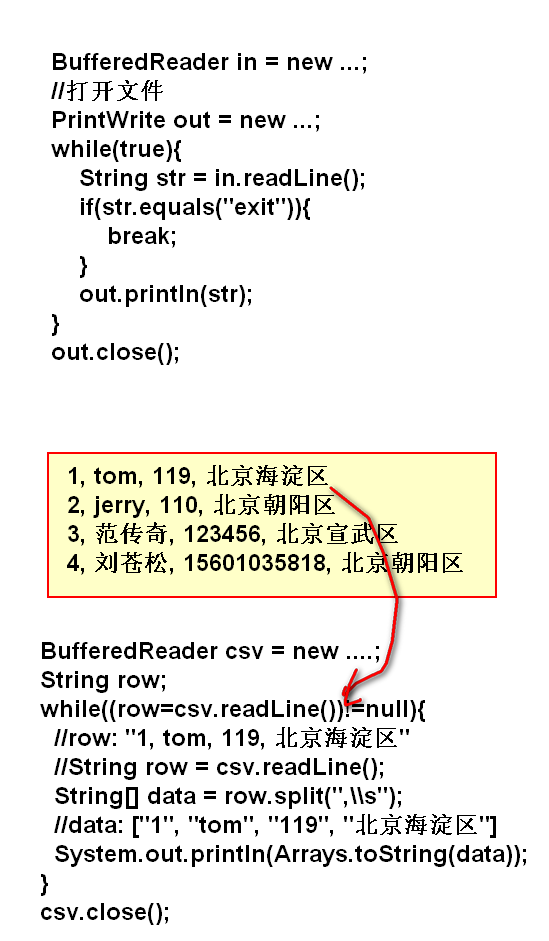 BufferedReader in = new ...;
//打开文件
PrintWrite out = new ...;
while(true){
String str = in.readLine();
if(str.equals("exit")){
break;
}
out.println(str);
}
out.close();
1, tom, 119, 北京海淀区
2, jerry, 110, 北京朝阳区
3, 范传奇, 123456, 北京宣武区
4, 刘苍松, 15601035818, 北京朝阳区
BufferedReader csv = new ....;
String row;
while((row=csv.readLine())!=null){
//row: "1, tom, 119, 北京海淀区"
//String row = csv.readLine();
String[] data = row.split(",\\s");
//data: ["1", "tom", "119", "北京海淀区"]
System.out.println(Arrays.toString(data));
}
csv.close();